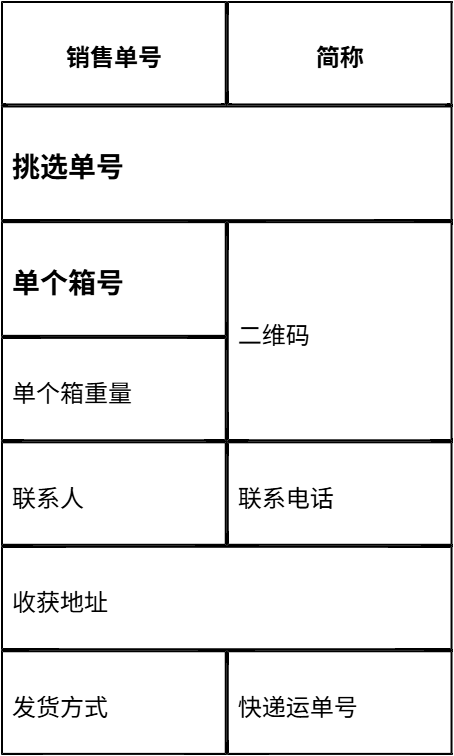 销售单号
简称
挑选单号
单个箱号
二维码
单个箱重量
联系人
联系电话
收获地址
发货方式
快递运单号